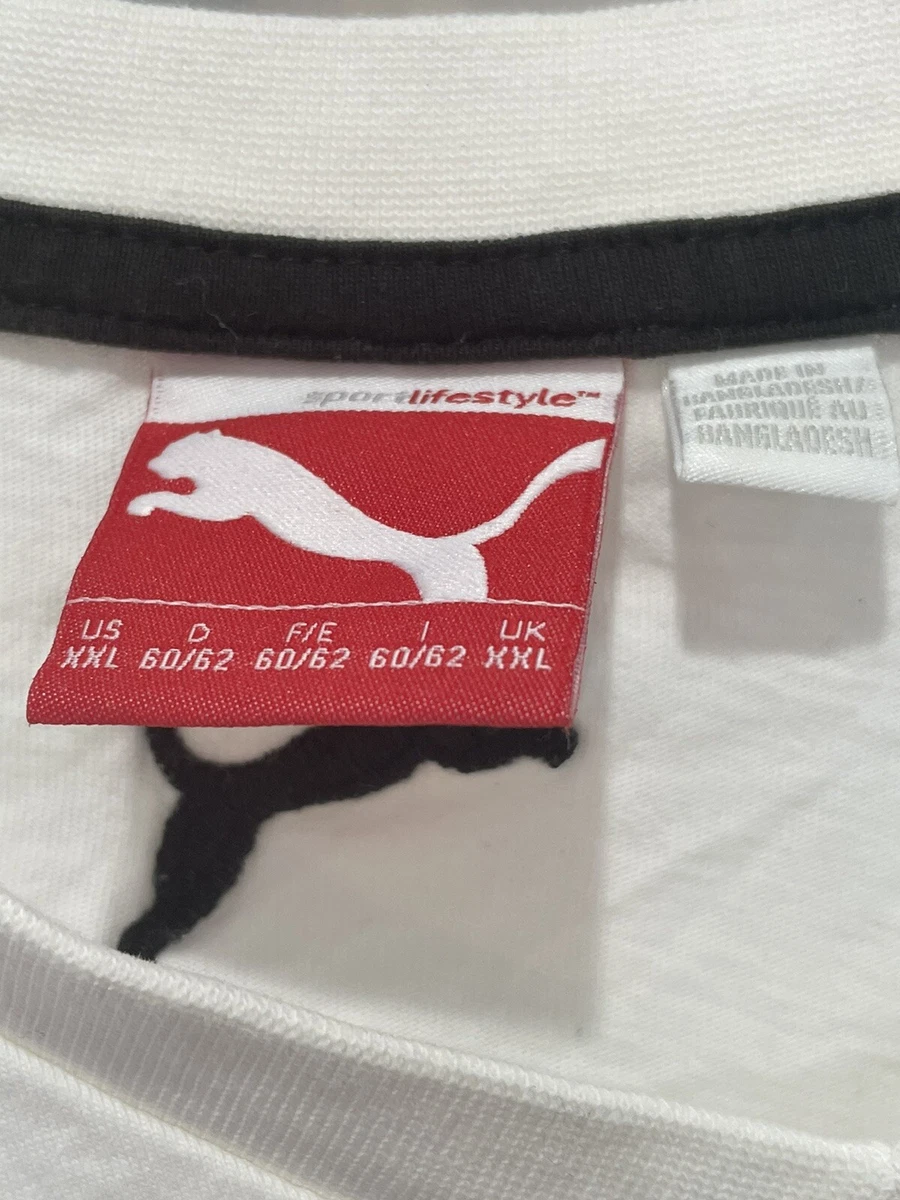 sportlifestyle™
US D F/E I UK
XXL 60/62 60/62 60/62 XXL
MADE IN
BANGLADESH/
FABRIQUÉ AU
BANGLADESH